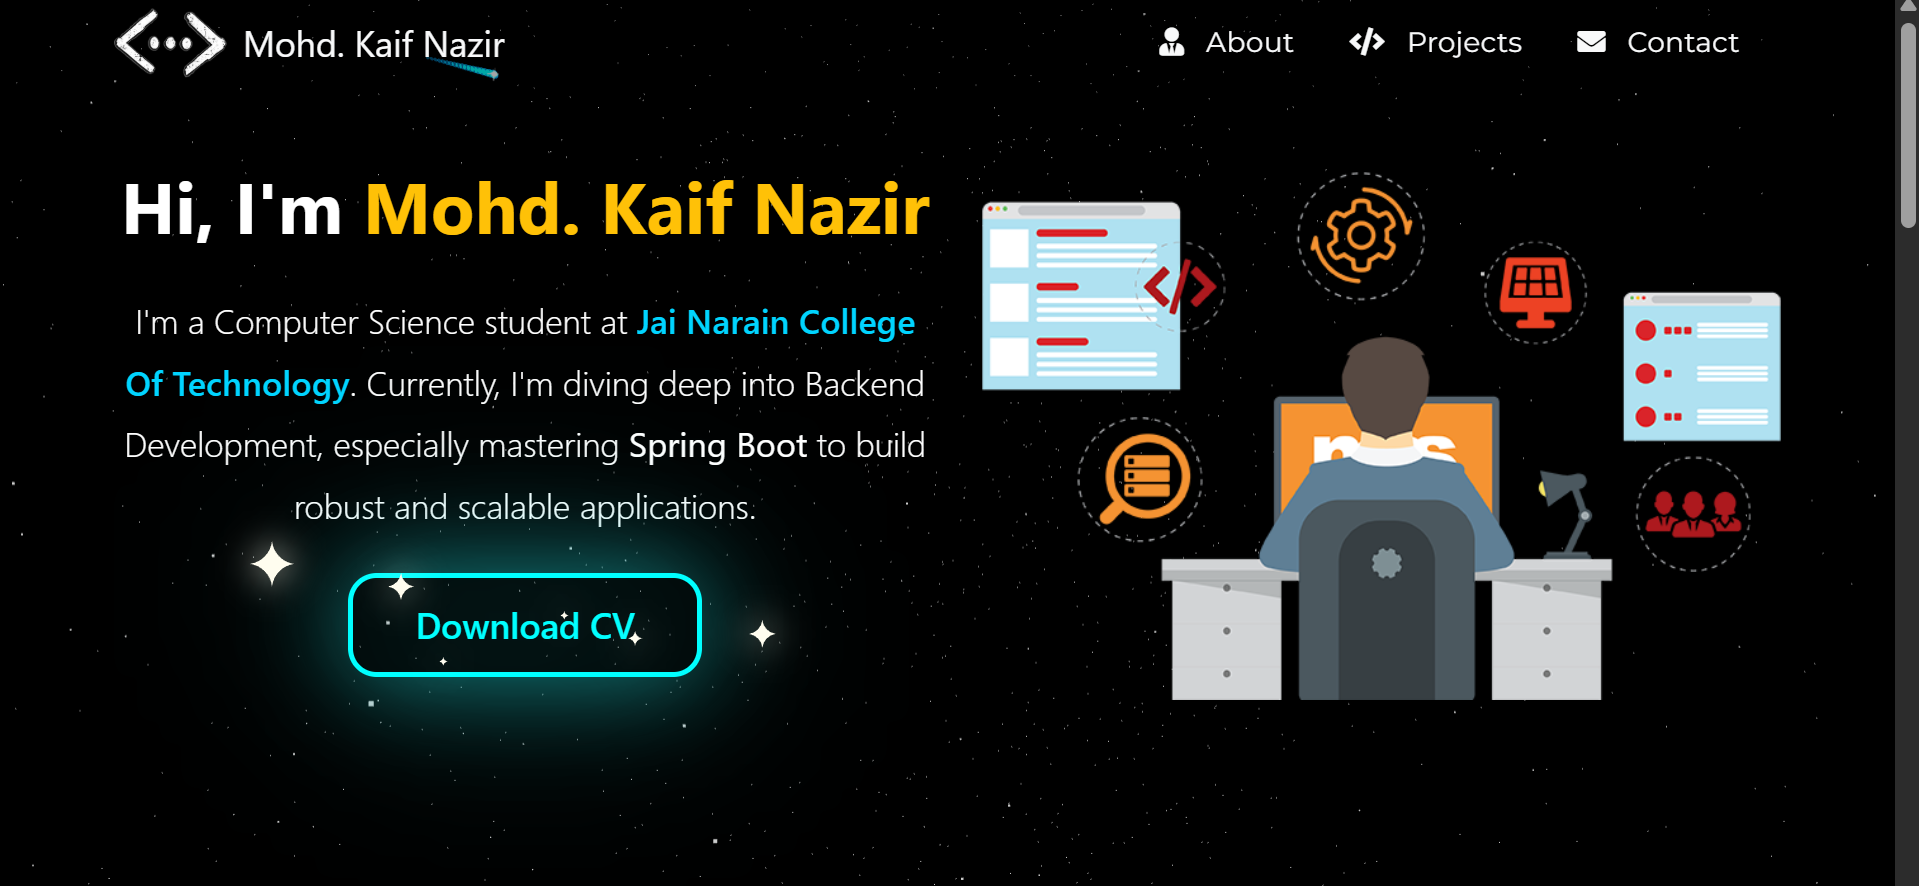 Mohd. Kaif Nazir
About
Projects
Contact
Hi, I'm Mohd. Kaif Nazir
I'm a Computer Science student at Jai Narain College
Of Technology. Currently, I'm diving deep into Backend
Development, especially mastering Spring Boot to build
robust and scalable applications.
Download CV